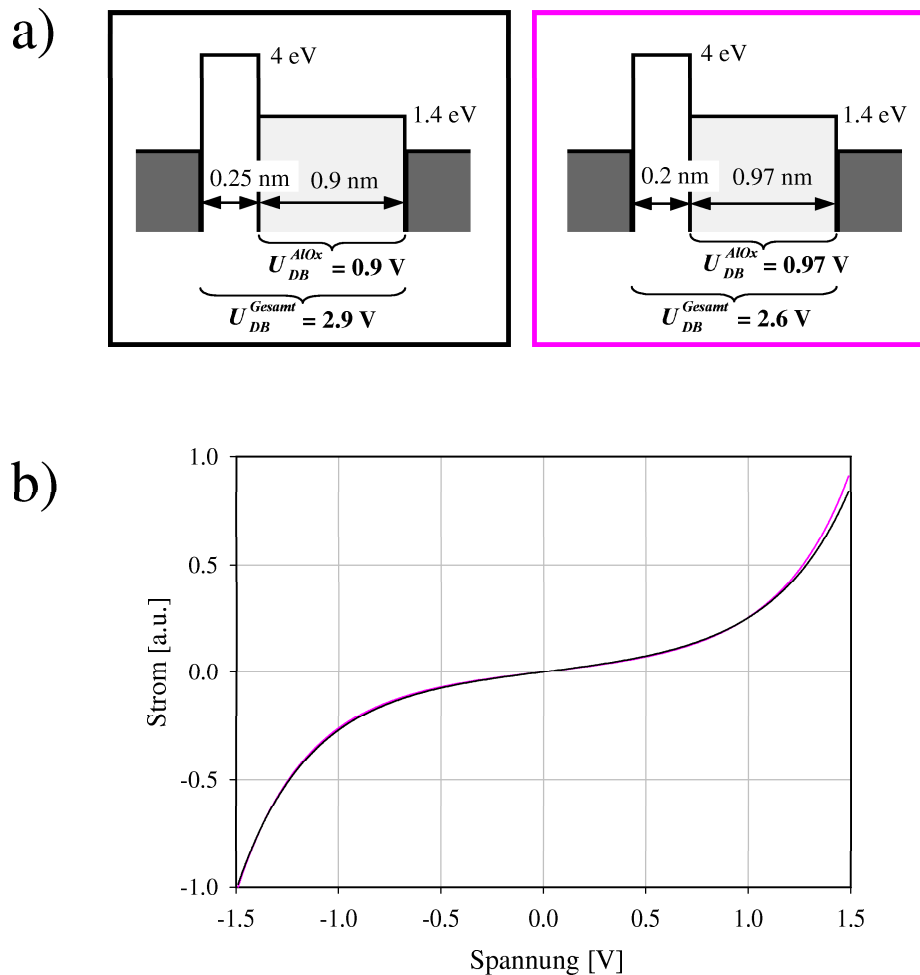 a)
4 eV
1.4 eV
0.25 nm 0.9 nm
U_DB^AlOx = 0.9 V
U_DB^Gesamt = 2.9 V
4 eV
1.4 eV
0.2 nm 0.97 nm
U_DB^AlOx = 0.97 V
U_DB^Gesamt = 2.6 V
b)
Strom [a.u.]
1.0
0.5
0.0
-0.5
-1.0
-1.5 -1.0 -0.5 0.0 0.5 1.0 1.5
Spannung [V]